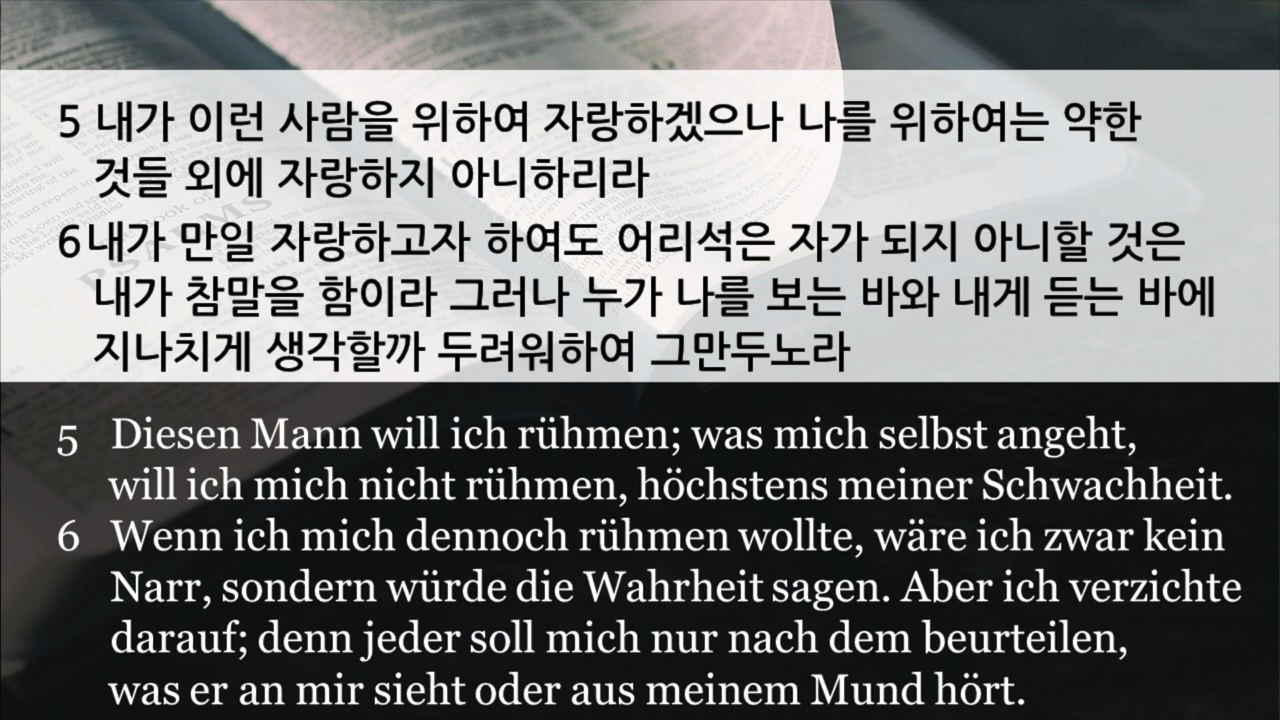 PSALMS
5 내가 이런 사람을 위하여 자랑하겠으나 나를 위하여는 약한
것들 외에 자랑하지 아니하리라
6 내가 만일 자랑하고자 하여도 어리석은 자가 되지 아니할 것은
내가 참말을 함이라 그러나 누가 나를 보는 바와 내게 듣는 바에
지나치게 생각할까 두려워하여 그만두노라
5 Diesen Mann will ich rühmen; was mich selbst angeht,
will ich mich nicht rühmen, höchstens meiner Schwachheit.
6 Wenn ich mich dennoch rühmen wollte, wäre ich zwar kein
Narr, sondern würde die Wahrheit sagen. Aber ich verzichte
darauf; denn jeder soll mich nur nach dem beurteilen,
was er an mir sieht oder aus meinem Mund hört.